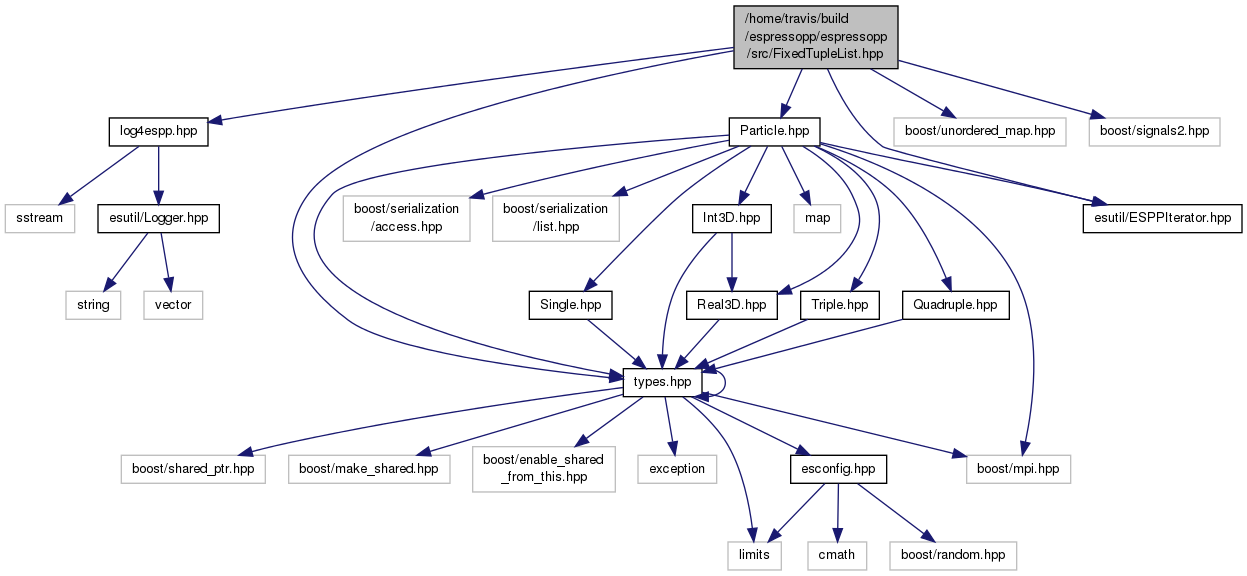 /home/travis/build
/espressopp/espressopp
/src/FixedTupleList.hpp
log4espp.hpp
Particle.hpp
boost/unordered_map.hpp
boost/signals2.hpp
sstream
esutil/Logger.hpp
boost/serialization
/access.hpp
boost/serialization
/list.hpp
Int3D.hpp
map
esutil/ESPPIterator.hpp
string
vector
Single.hpp
Real3D.hpp
Triple.hpp
Quadruple.hpp
types.hpp
boost/shared_ptr.hpp
boost/make_shared.hpp
boost/enable_shared
_from_this.hpp
exception
esconfig.hpp
boost/mpi.hpp
limits
cmath
boost/random.hpp